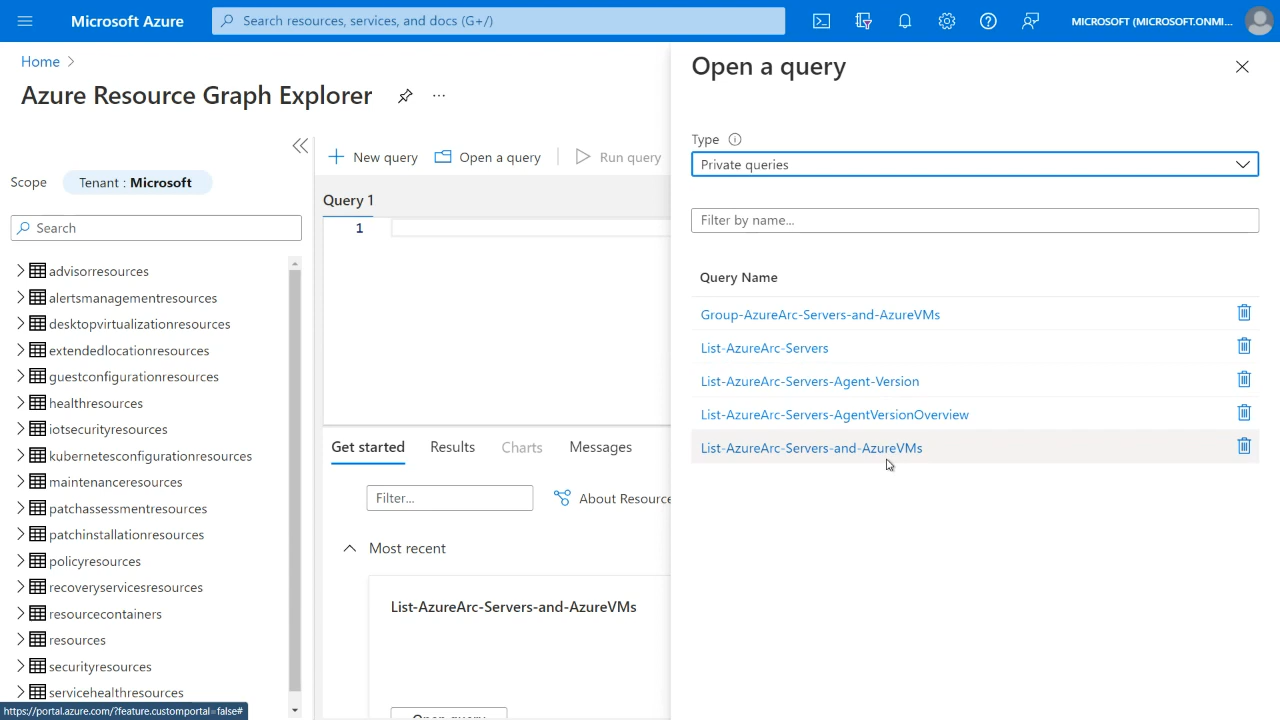 Microsoft Azure
Search resources, services, and docs (G+/)
MICROSOFT (MICROSOFT.ONMI...
Home
Azure Resource Graph Explorer
...
Scope
Tenant : Microsoft
Search
advisorresources
alertsmanagementresources
desktopvirtualizationresources
extendedlocationresources
guestconfigurationresources
healthresources
iotsecurityresources
kubernetesconfigurationresources
maintenanceresources
patchassessmentresources
patchinstallationresources
policyresources
recoveryservicesresources
resourcecontainers
resources
securityresources
servicehealthresources
https://portal.azure.com/?feature.customportal=false#
New query
Open a query
Run query
Query 1
1
Get started
Results
Charts
Messages
Filter...
About Resource
Most recent
List-AzureArc-Servers-and-AzureVMs
Open query
Open a query
Type
Private queries
Filter by name...
Query Name
Group-AzureArc-Servers-and-AzureVMs
List-AzureArc-Servers
List-AzureArc-Servers-Agent-Version
List-AzureArc-Servers-AgentVersionOverview
List-AzureArc-Servers-and-AzureVMs